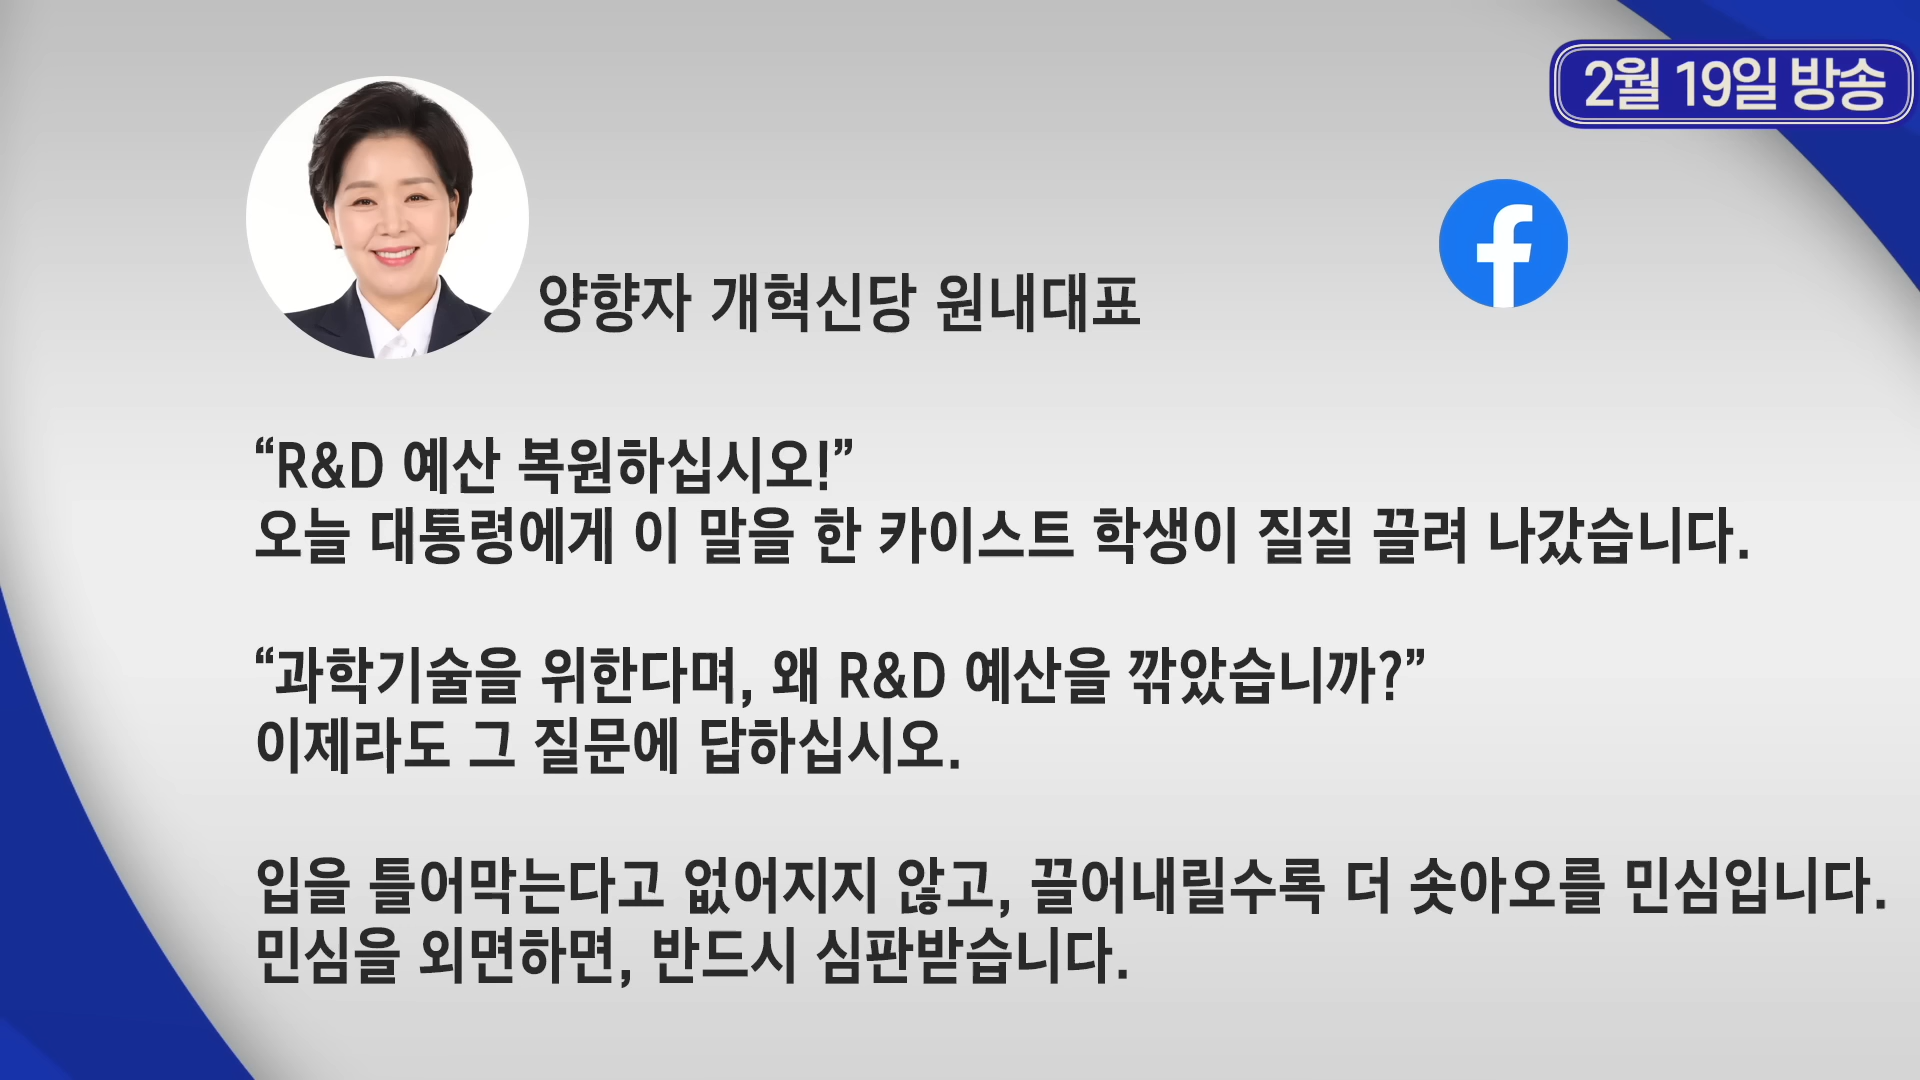 2월 19일 방송
양향자 개혁신당 원내대표
“R&D 예산 복원하십시오!”
오늘 대통령에게 이 말을 한 카이스트 학생이 질질 끌려 나갔습니다.
“과학기술을 위한다며, 왜 R&D 예산을 깎았습니까?”
이제라도 그 질문에 답하십시오.
입을 틀어막는다고 없어지지 않고, 끌어내릴수록 더 솟아오를 민심입니다.
민심을 외면하면, 반드시 심판받습니다.